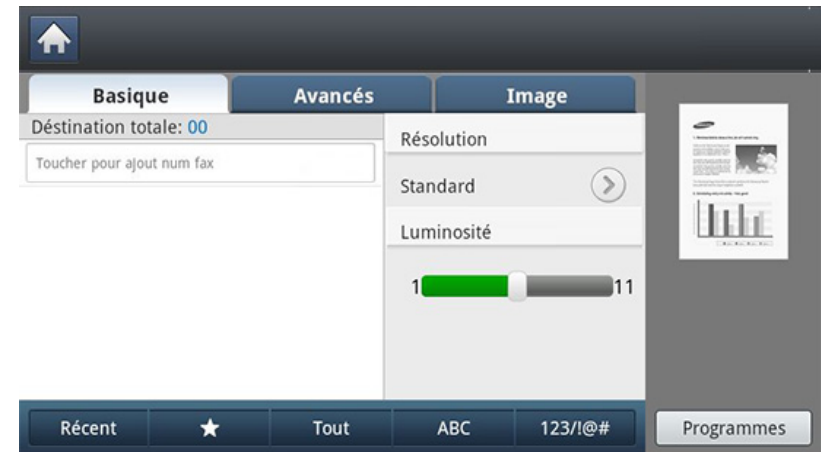 Basique
Avancés
Image
Déstination totale: 00
Toucher pour ajout num fax
Résolution
Standard
Luminosité
1
11
Récent
★
Tout
ABC
123/!@#
Programmes